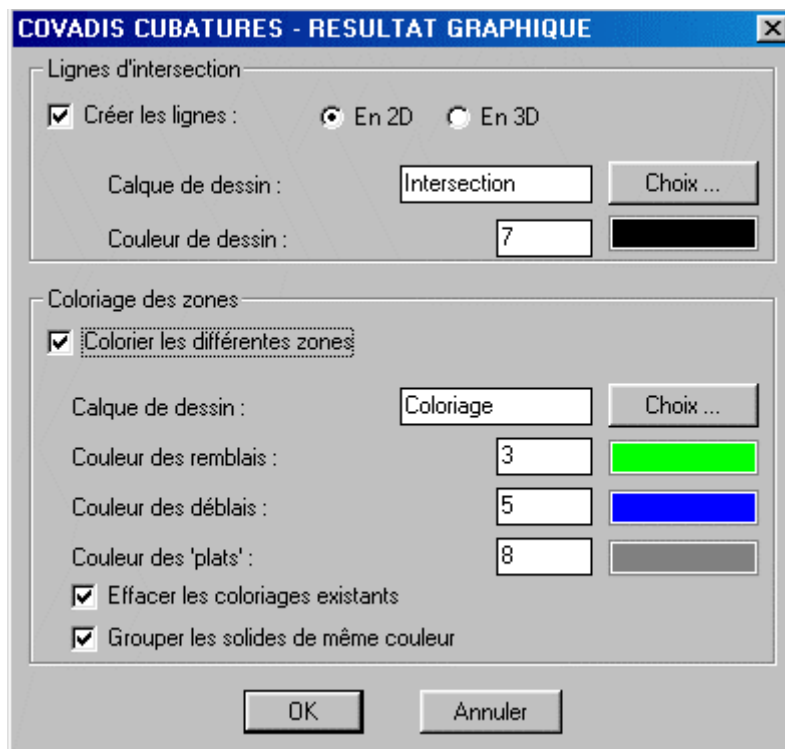 COVADIS CUBATURES - RESULTAT GRAPHIQUE
Lignes d'intersection
Créer les lignes : En 2D En 3D
Calque de dessin : Intersection Choix ...
Couleur de dessin : 7
Coloriage des zones
Colorier les différentes zones
Calque de dessin : Coloriage Choix ...
Couleur des remblais : 3
Couleur des déblais : 5
Couleur des 'plats' : 8
Effacer les coloriages existants
Grouper les solides de même couleur
OK Annuler